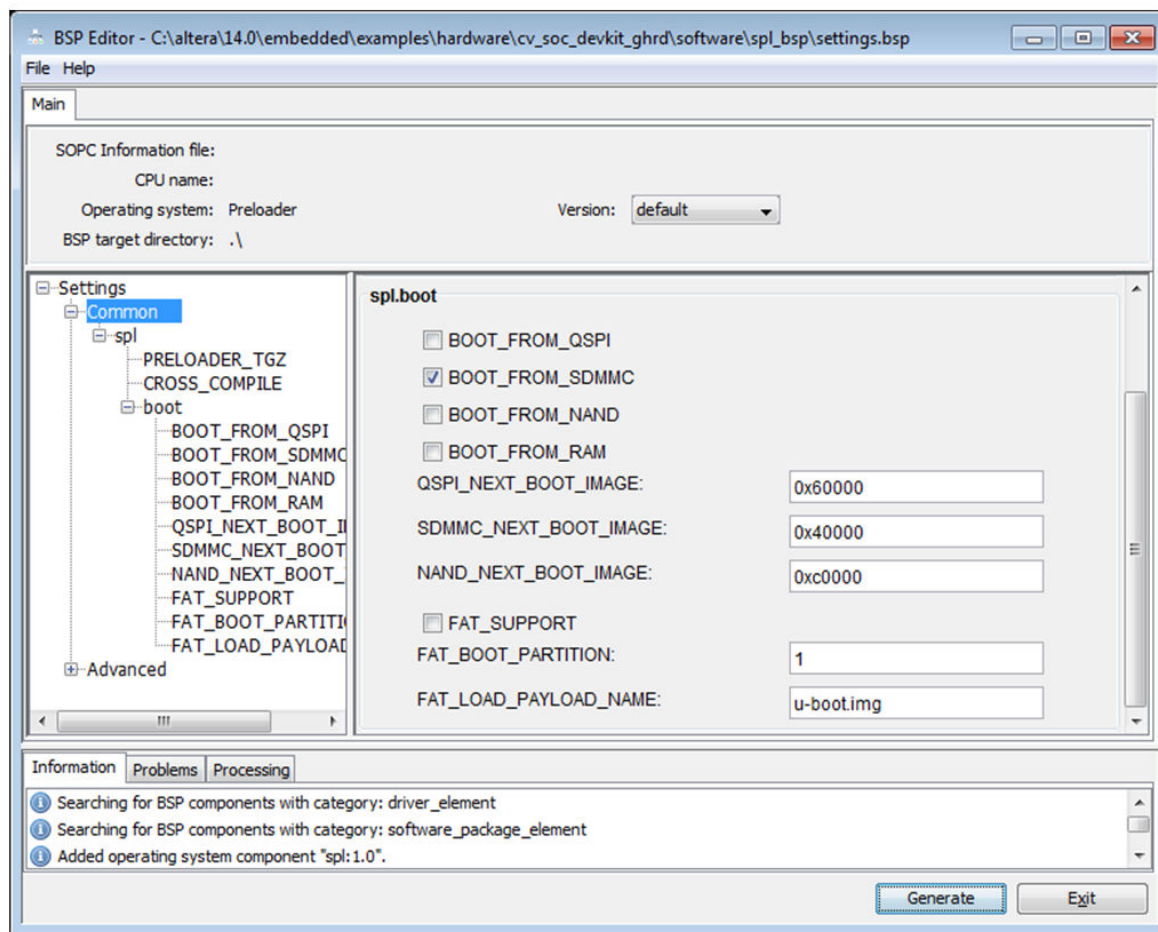 BSP Editor - C:\altera\14.0\embedded\examples\hardware\cv_soc_devkit_ghrd\software\spl_bsp\settings.bsp
File Help
Main
SOPC Information file:
CPU name:
Operating system: Preloader
Version: default
BSP target directory: .\
Settings
Common
spl
PRELOADER_TGZ
CROSS_COMPILE
boot
BOOT_FROM_QSPI
BOOT_FROM_SDMMC
BOOT_FROM_NAND
BOOT_FROM_RAM
QSPI_NEXT_BOOT_I
SDMMC_NEXT_BOOT
NAND_NEXT_BOOT_
FAT_SUPPORT
FAT_BOOT_PARTITI
FAT_LOAD_PAYLOAD
Advanced
spl.boot
BOOT_FROM_QSPI
BOOT_FROM_SDMMC
BOOT_FROM_NAND
BOOT_FROM_RAM
QSPI_NEXT_BOOT_IMAGE: 0x60000
SDMMC_NEXT_BOOT_IMAGE: 0x40000
NAND_NEXT_BOOT_IMAGE: 0xc0000
FAT_SUPPORT
FAT_BOOT_PARTITION: 1
FAT_LOAD_PAYLOAD_NAME: u-boot.img
Information Problems Processing
Searching for BSP components with category: driver_element
Searching for BSP components with category: software_package_element
Added operating system component "spl:1.0".
Generate Exit